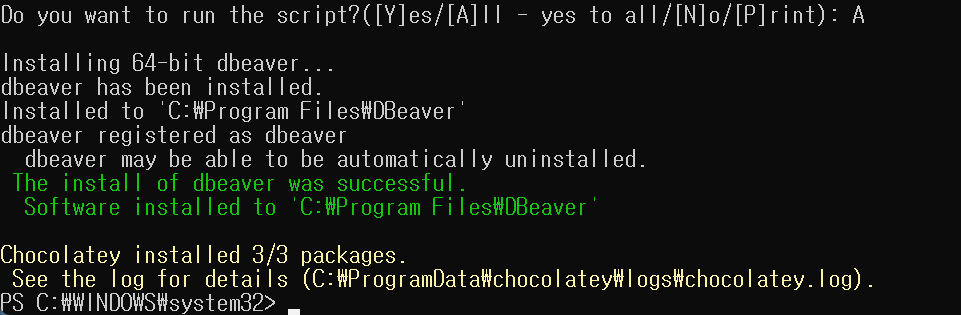 Do you want to run the script?([Y]es/[A]ll - yes to all/[N]o/[P]rint): A
Installing 64-bit dbeaver...
dbeaver has been installed.
Installed to 'C:₩Program Files₩DBeaver'
dbeaver registered as dbeaver
dbeaver may be able to be automatically uninstalled.
The install of dbeaver was successful.
Software installed to 'C:₩Program Files₩DBeaver'
Chocolatey installed 3/3 packages.
See the log for details (C:₩ProgramData₩chocolatey₩logs₩chocolatey.log).
PS C:₩WINDOWS₩system32>